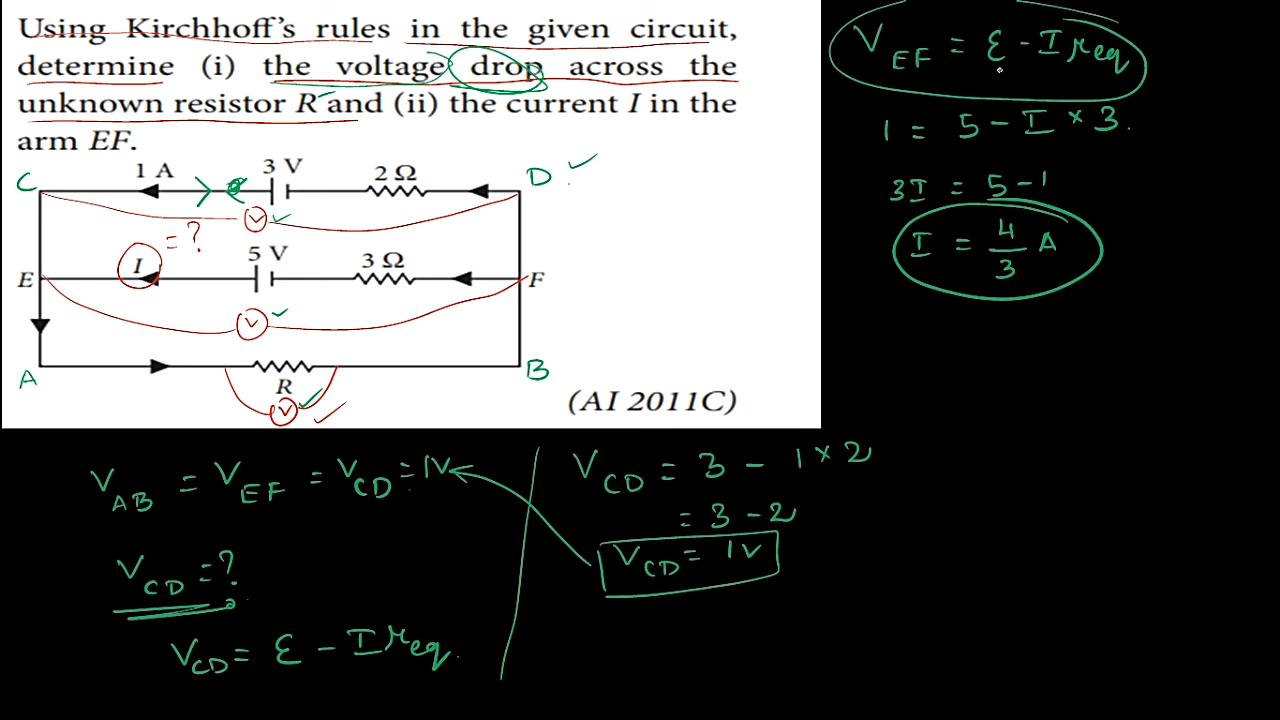 Using Kirchhoff's rules in the given circuit,
determine (i) the voltage drop across the
unknown resistor R and (ii) the current I in the
arm EF.
C 1 A 3 V 2 Ω D
V
= ?
E I 5 V 3 Ω F
V
A R B
V
(AI 2011C)
V_EF = ε - I r_eq
1 = 5 - I × 3.
3I = 5 - 1
I = 4/3 A
V_AB = V_EF = V_CD = 1V
V_CD = ?
V_CD = ε - I r_eq.
V_CD = 3 - 1 × 2
= 3 - 2
V_CD = 1V